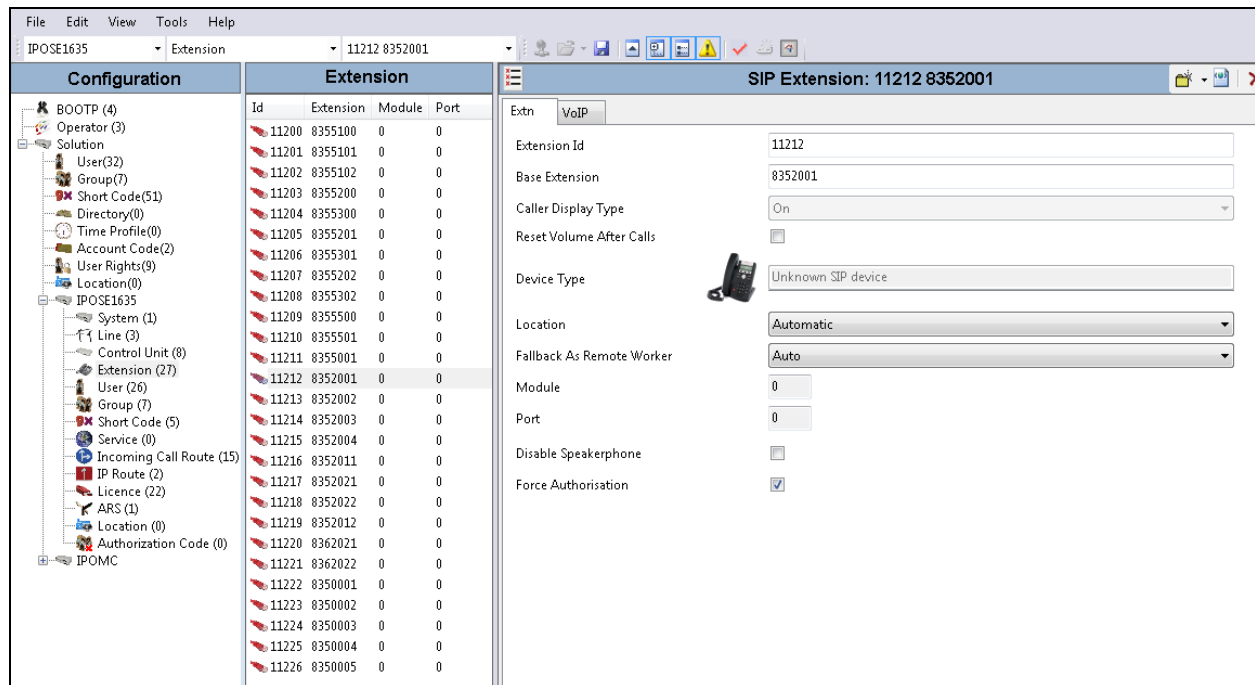 File Edit View Tools Help
IPOSE1635 Extension 11212 8352001
Configuration
BOOTP (4)
Operator (3)
Solution
User(32)
Group(7)
Short Code(51)
Directory(0)
Time Profile(0)
Account Code(2)
User Rights(9)
Location(0)
IPOSE1635
System (1)
Line (3)
Control Unit (8)
Extension (27)
User (26)
Group (7)
Short Code (5)
Service (0)
Incoming Call Route (15)
IP Route (2)
Licence (22)
ARS (1)
Location (0)
Authorization Code (0)
IPOMC
Extension
Id Extension Module Port
11200 8355100 0 0
11201 8355101 0 0
11202 8355102 0 0
11203 8355200 0 0
11204 8355300 0 0
11205 8355201 0 0
11206 8355301 0 0
11207 8355202 0 0
11208 8355302 0 0
11209 8355500 0 0
11210 8355501 0 0
11211 8355001 0 0
11212 8352001 0 0
11213 8352002 0 0
11214 8352003 0 0
11215 8352004 0 0
11216 8352011 0 0
11217 8352021 0 0
11218 8352022 0 0
11219 8352012 0 0
11220 8362021 0 0
11221 8362022 0 0
11222 8350001 0 0
11223 8350002 0 0
11224 8350003 0 0
11225 8350004 0 0
11226 8350005 0 0
SIP Extension: 11212 8352001
Extn VoIP
Extension Id 11212
Base Extension 8352001
Caller Display Type On
Reset Volume After Calls
Device Type Unknown SIP device
Location Automatic
Fallback As Remote Worker Auto
Module 0
Port 0
Disable Speakerphone
Force Authorisation